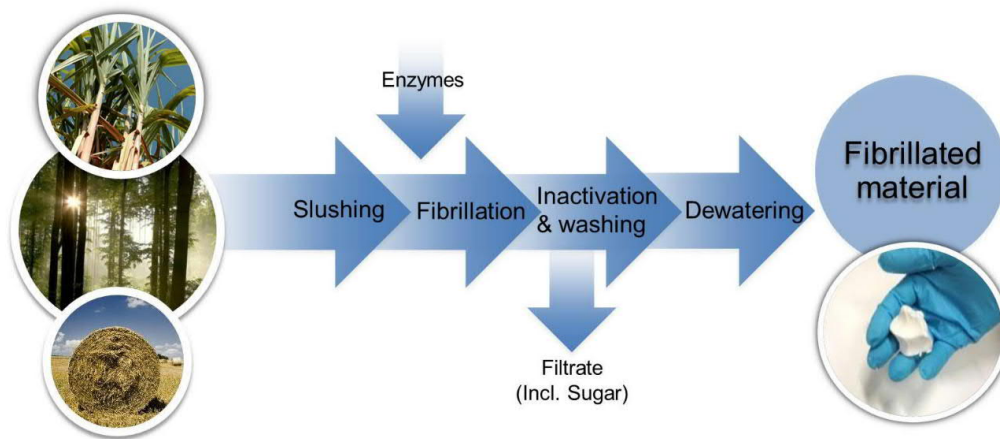 Enzymes
Slushing
Fibrillation
Inactivation
& washing
Dewatering
Fibrillated
material
Filtrate
(Incl. Sugar)